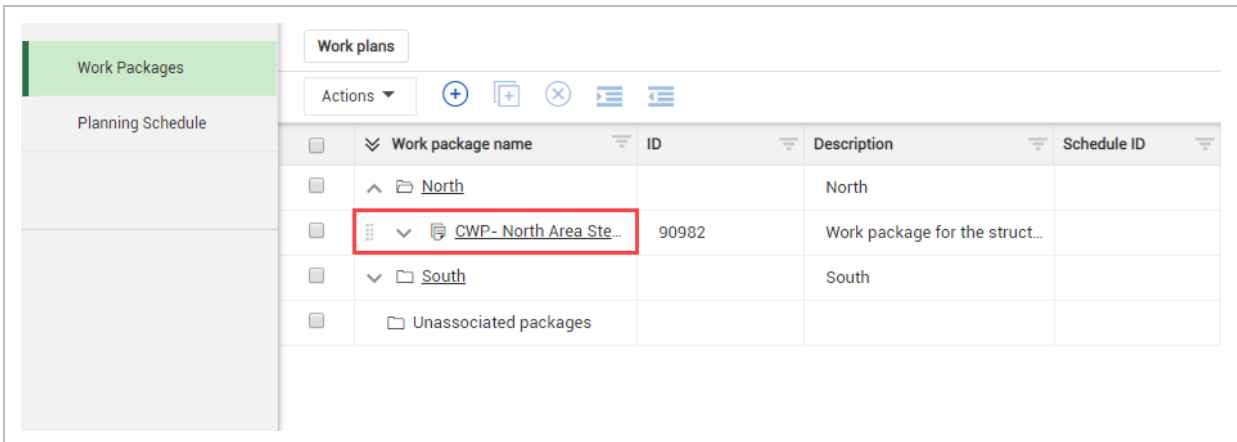 Work Packages
Planning Schedule
Work plans
Actions
Work package name ID Description Schedule ID
North North
CWP- North Area Ste... 90982 Work package for the struct...
South South
Unassociated packages